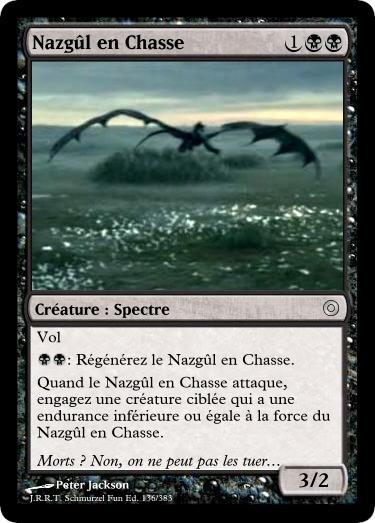 Nazgûl en Chasse 1
Créature : Spectre
Vol
: Régénérez le Nazgûl en Chasse.
Quand le Nazgûl en Chasse attaque,
engagez une créature ciblée qui a une
endurance inférieure ou égale à la force du
Nazgûl en Chasse.
Morts ? Non, on ne peut pas les tuer…
3/2
Peter Jackson
J.R.R.T. Schmurzel Fun Ed. 136/383